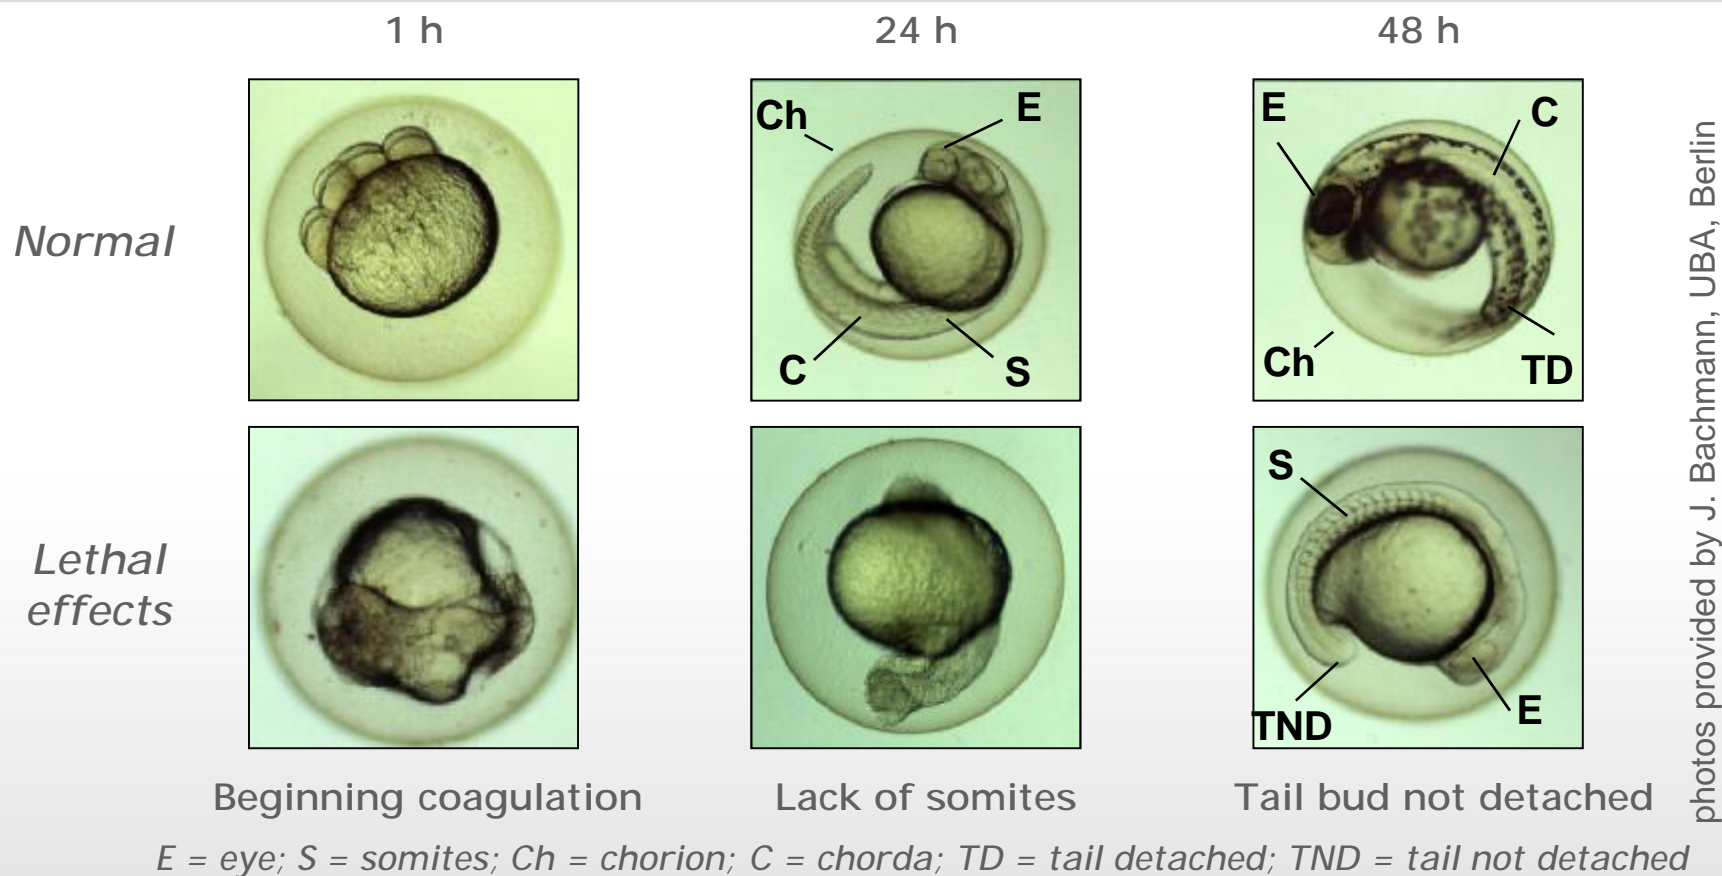 1 h
24 h
48 h
Normal
Ch
E
C
S
E
C
Ch
TD
Lethal
effects
S
TND
E
Beginning coagulation
Lack of somites
Tail bud not detached
E = eye; S = somites; Ch = chorion; C = chorda; TD = tail detached; TND = tail not detached
photos provided by J. Bachmann, UBA, Berlin